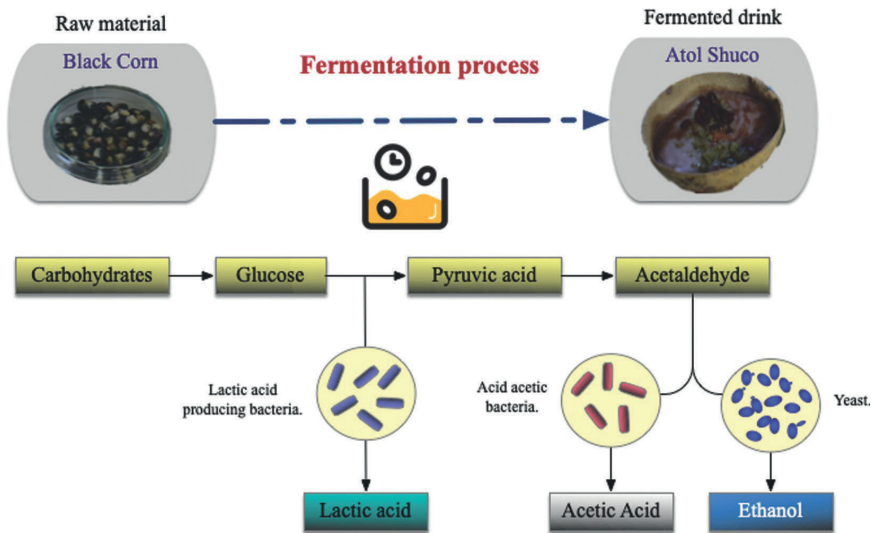 Raw material
Black Corn
Fermentation process
Fermented drink
Atol Shuco
Carbohydrates
Glucose
Pyruvic acid
Acetaldehyde
Lactic acid
producing bacteria.
Acid acetic
bacteria.
Yeast.
Lactic acid
Acetic Acid
Ethanol